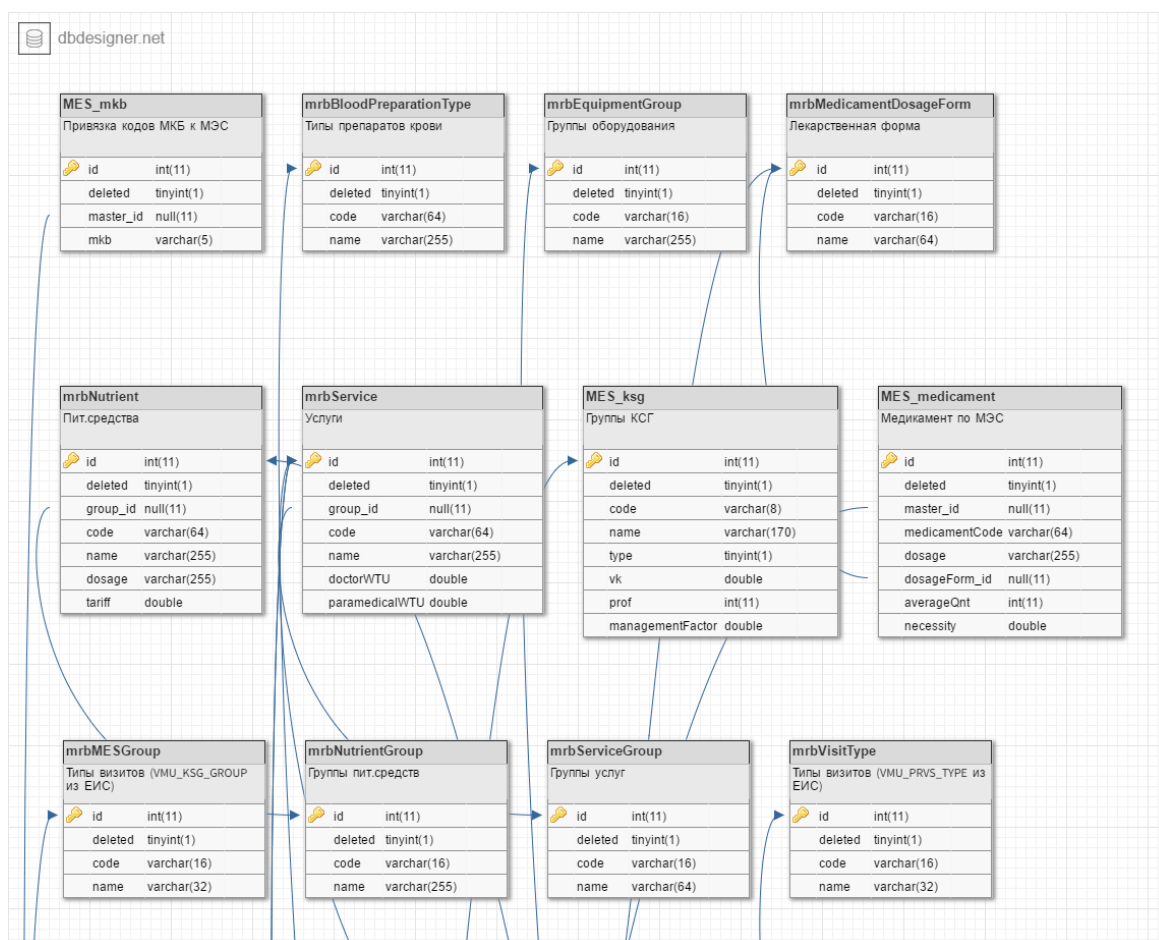 dbdesigner.net
MES_mkb
Привязка кодов МКБ к МЭС
id int(11)
deleted tinyint(1)
master_id null(11)
mkb varchar(5)
mrbBloodPreparationType
Типы препаратов крови
id int(11)
deleted tinyint(1)
code varchar(64)
name varchar(255)
mrbEquipmentGroup
Группы оборудования
id int(11)
deleted tinyint(1)
code varchar(16)
name varchar(255)
mrbMedicamentDosageForm
Лекарственная форма
id int(11)
deleted tinyint(1)
code varchar(16)
name varchar(64)
mrbNutrient
Пит.средства
id int(11)
deleted tinyint(1)
group_id null(11)
code varchar(64)
name varchar(255)
dosage varchar(255)
tariff double
mrbService
Услуги
id int(11)
deleted tinyint(1)
group_id null(11)
code varchar(64)
name varchar(255)
doctorWTU double
paramedicalWTU double
MES_ksg
Группы КСГ
id int(11)
deleted tinyint(1)
code varchar(8)
name varchar(170)
type tinyint(1)
vk double
prof int(11)
managementFactor double
MES_medicament
Медикамент по МЭС
id int(11)
deleted tinyint(1)
master_id null(11)
medicamentCode varchar(64)
dosage varchar(255)
dosageForm_id null(11)
averageQnt int(11)
necessity double
mrbMESGroup
Типы визитов (VMU_KSG_GROUP
из ЕИС)
id int(11)
deleted tinyint(1)
code varchar(16)
name varchar(32)
mrbNutrientGroup
Группы пит.средств
id int(11)
deleted tinyint(1)
code varchar(16)
name varchar(255)
mrbServiceGroup
Группы услуг
id int(11)
deleted tinyint(1)
code varchar(16)
name varchar(64)
mrbVisitType
Типы визитов (VMU_PRVS_TYPE из
ЕИС)
id int(11)
deleted tinyint(1)
code varchar(16)
name varchar(32)